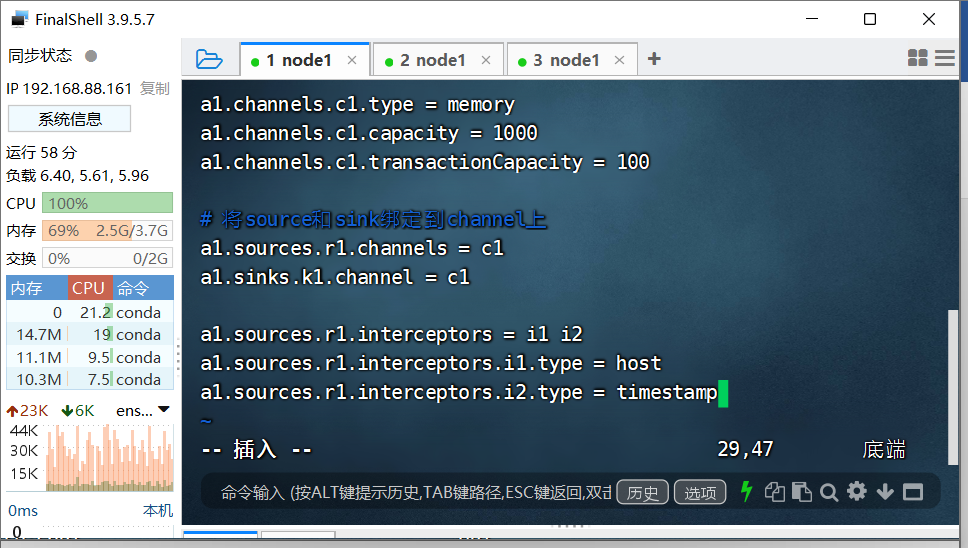 FinalShell 3.9.5.7
同步状态
IP 192.168.88.161 复制
系统信息
运行 58 分
负载 6.40, 5.61, 5.96
CPU 100%
内存 69% 2.5G/3.7G
交换 0% 0/2G
内存 CPU 命令
0 21.2 conda
14.7M 19 conda
11.1M 9.5 conda
10.3M 7.5 conda
23K 6K ens...
44K
30K
15K
0ms 本机
0
1 node1
2 node1
3 node1
a1.channels.c1.type = memory
a1.channels.c1.capacity = 1000
a1.channels.c1.transactionCapacity = 100
# 将source和sink绑定到channel上
a1.sources.r1.channels = c1
a1.sinks.k1.channel = c1
a1.sources.r1.interceptors = i1 i2
a1.sources.r1.interceptors.i1.type = host
a1.sources.r1.interceptors.i2.type = timestamp
~
-- 插入 -- 29,47 底端
命令输入 (按ALT键提示历史,TAB键路径,ESC键返回,双击 历史 选项